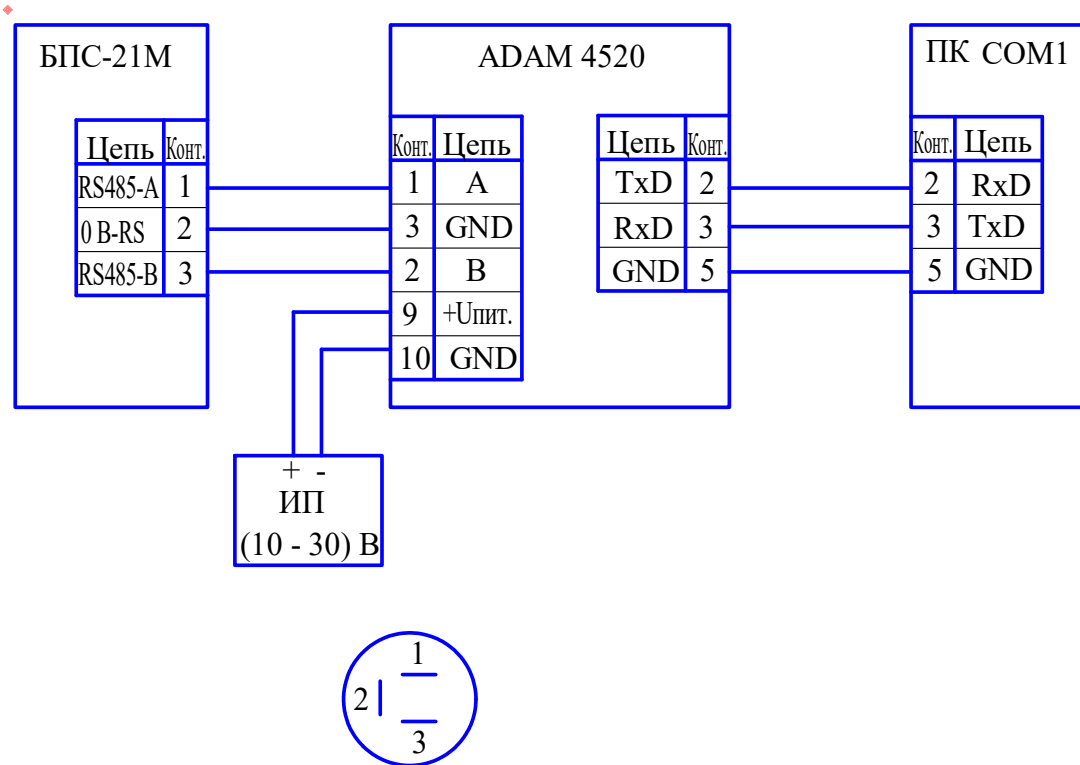 БПС-21М
Цепь Конт.
RS485-A 1
0 В-RS 2
RS485-B 3
ADAM 4520
Конт. Цепь
1 A
3 GND
2 B
9 +Uпит.
10 GND
Цепь Конт.
TxD 2
RxD 3
GND 5
ПК COM1
Конт. Цепь
2 RxD
3 TxD
5 GND
+ -
ИП
(10 - 30) В
1
2
3